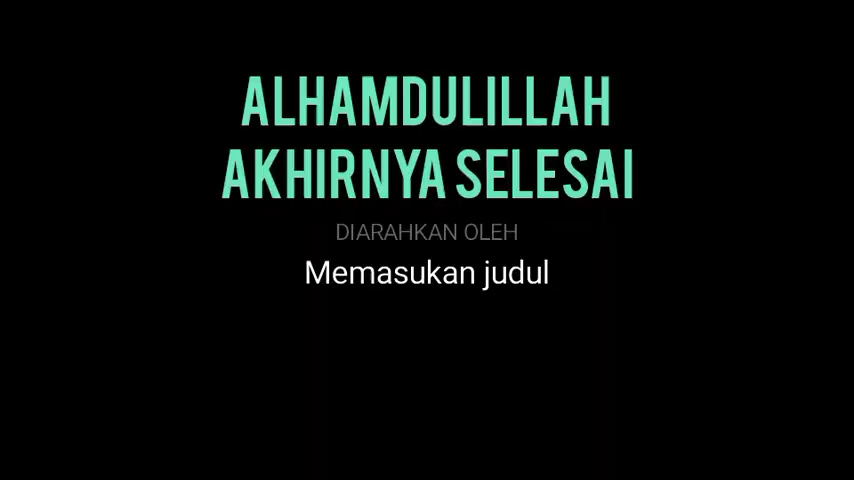 ALHAMDULILLAH
AKHIRNYA SELESAI
DIARAHKAN OLEH
Memasukan judul